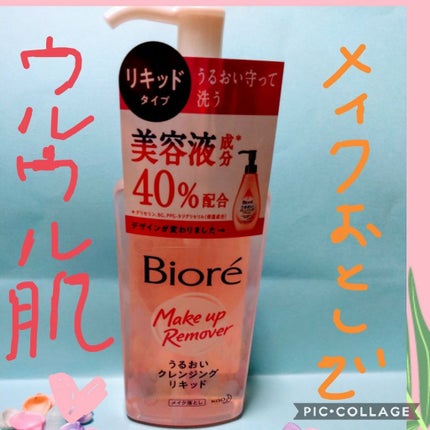 ウルウル肌
メイクおとしで
リキッド
タイプ
うるおい守って
洗う
美容液成分*
40%配合
デザインが変わりました→
Bioré
Make up
Remover
うるおい
クレンジング
リキッド
メイク落とし
PIC•COLLAGE